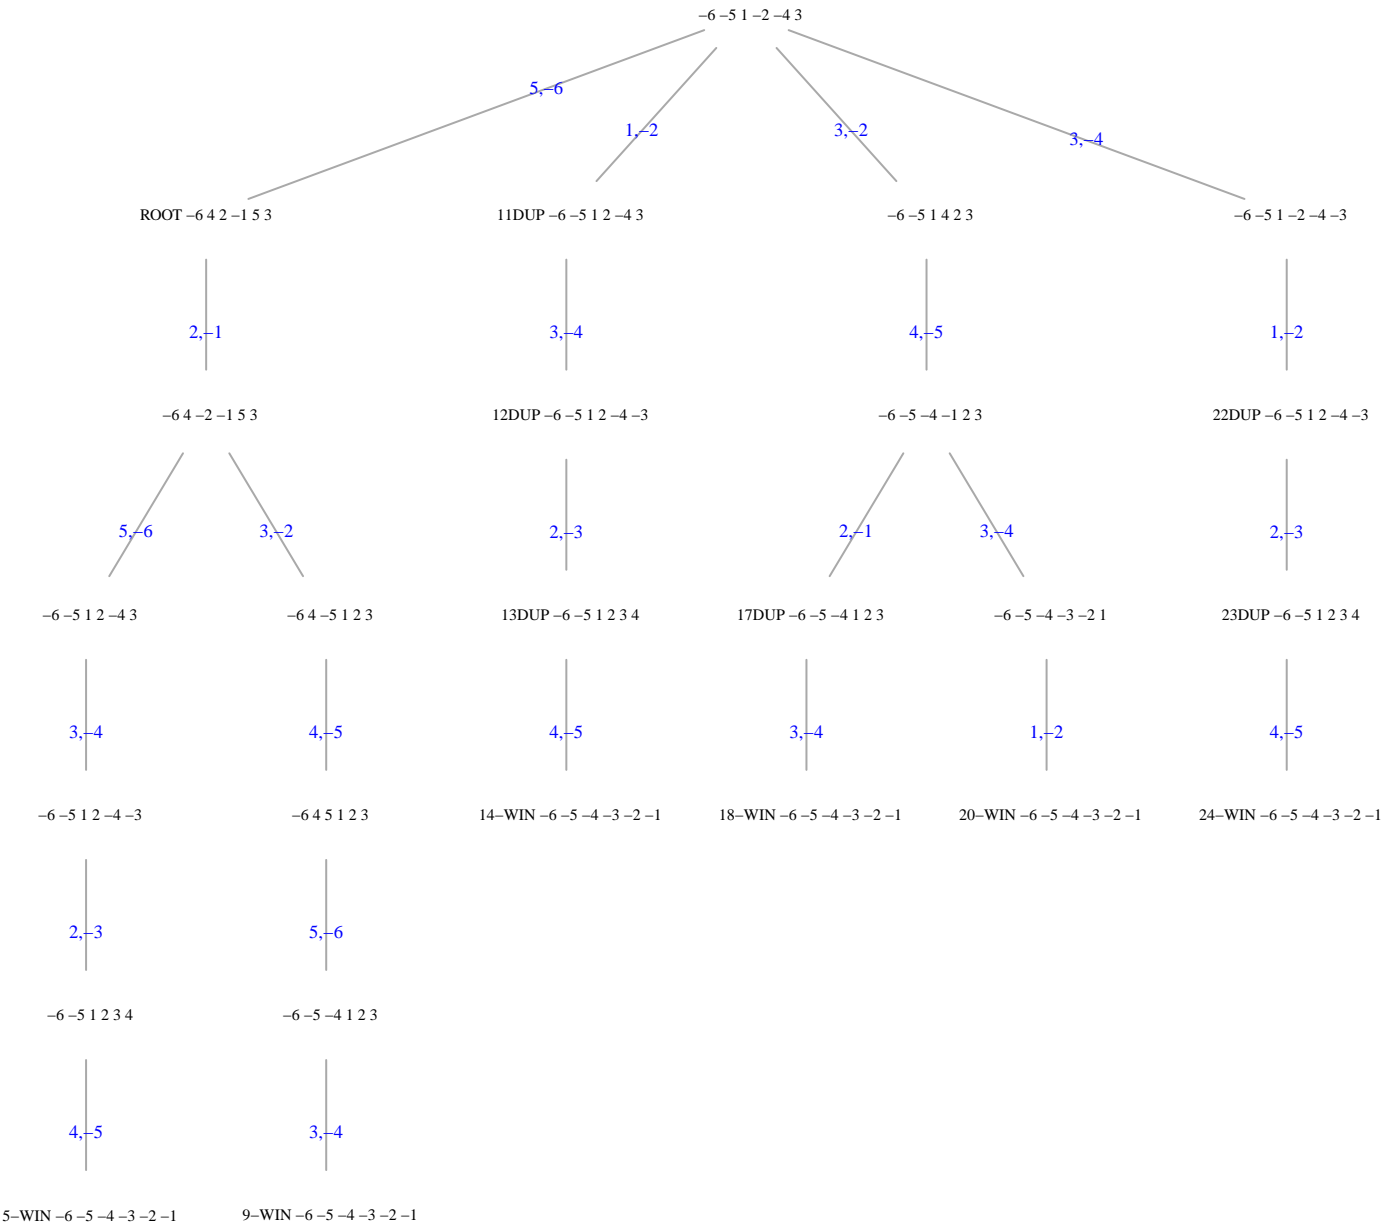 −6 −5 1 −2 −4 3
5,−6
1,−2
3,−2
3,−4
ROOT −6 4 2 −1 5 3
11DUP −6 −5 1 2 −4 3
−6 −5 1 4 2 3
−6 −5 1 −2 −4 −3
2,−1
3,−4
4,−5
1,−2
−6 4 −2 −1 5 3
12DUP −6 −5 1 2 −4 −3
−6 −5 −4 −1 2 3
22DUP −6 −5 1 2 −4 −3
5,−6
3,−2
2,−3
2,−1
3,−4
2,−3
−6 −5 1 2 −4 3
−6 4 −5 1 2 3
13DUP −6 −5 1 2 3 4
17DUP −6 −5 −4 1 2 3
−6 −5 −4 −3 −2 1
23DUP −6 −5 1 2 3 4
3,−4
4,−5
4,−5
3,−4
1,−2
4,−5
−6 −5 1 2 −4 −3
−6 4 5 1 2 3
14−WIN −6 −5 −4 −3 −2 −1
18−WIN −6 −5 −4 −3 −2 −1
20−WIN −6 −5 −4 −3 −2 −1
24−WIN −6 −5 −4 −3 −2 −1
2,−3
5,−6
−6 −5 1 2 3 4
−6 −5 −4 1 2 3
4,−5
3,−4
5−WIN −6 −5 −4 −3 −2 −1
9−WIN −6 −5 −4 −3 −2 −1